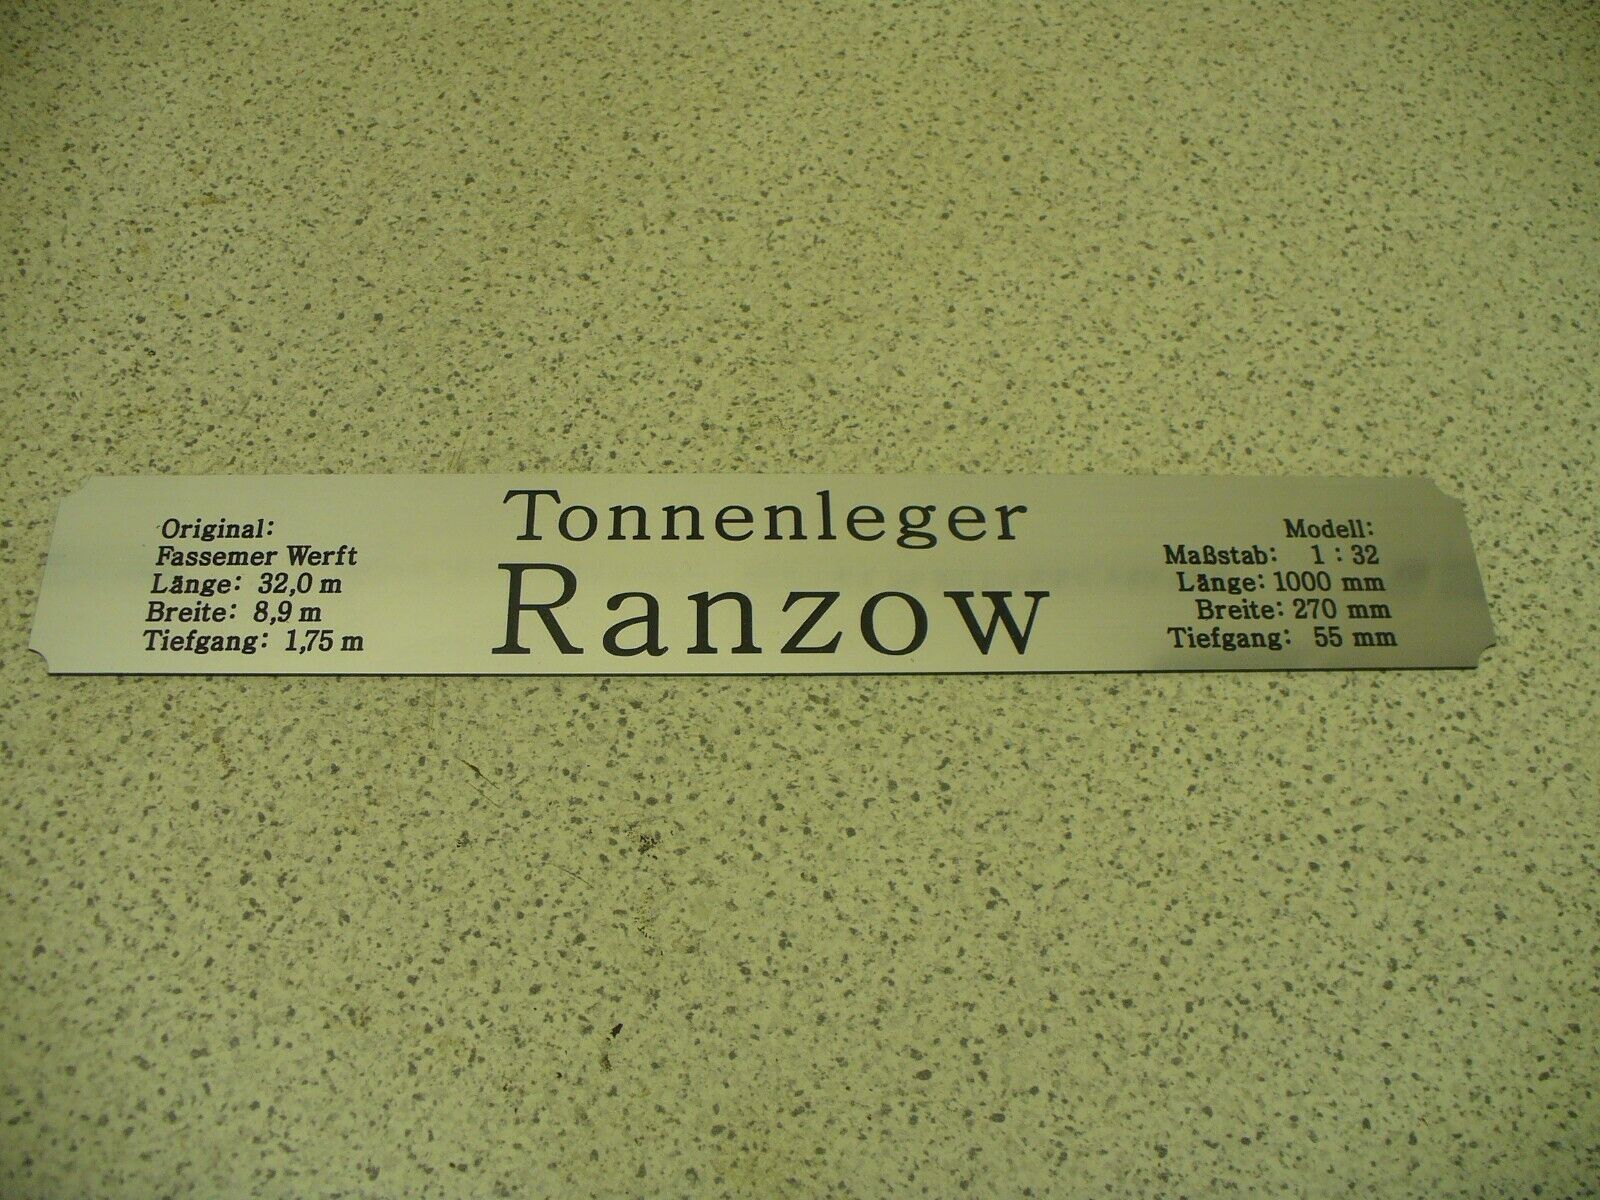 Original:
Fassemer Werft
Länge: 32,0 m
Breite: 8,9 m
Tiefgang: 1,75 m
Tonnenleger
Ranzow
Modell:
Maßstab: 1 : 32
Länge: 1000 mm
Breite: 270 mm
Tiefgang: 55 mm